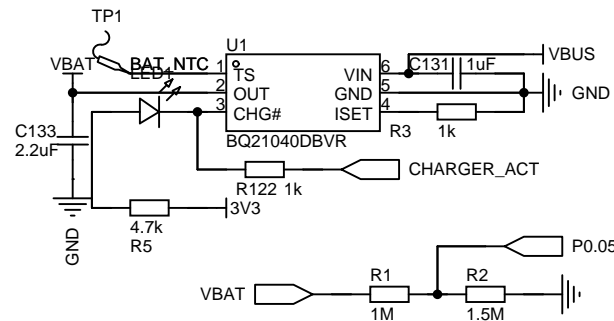 TP1
U1
VBAT
BAT_NTC
LED1
1
TS
VIN
6
C131
1uF
VBUS
2
OUT
GND
5
GND
3
CHG#
ISET
4
R3
1k
C133
2.2uF
BQ21040DBVR
R122 1k
CHARGER_ACT
GND
4.7k
R5
3V3
P0.05
VBAT
R1
1M
R2
1.5M